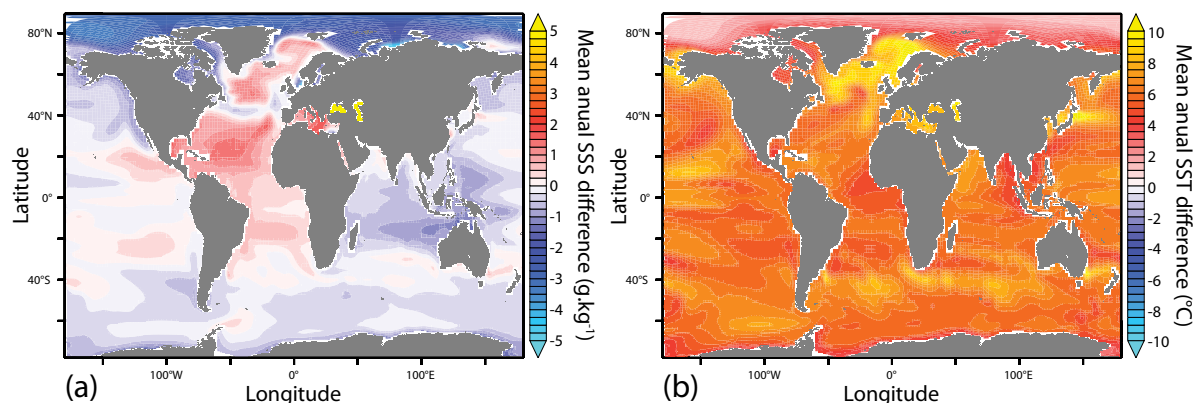 80°N
40°N
0°
40°S
Latitude
100°W
0°
100°E
Longitude
(a)
5
4
3
2
1
0
1
2
3
4
-5
Mean anual SSS difference (g.kg-1)
80°N
40°N
0°
40°S
Latitude
100°W
0°
100°E
Longitude
(b)
10
8
6
4
2
0
-2
-4
-6
-8
-10
Mean anual SST difference (°C)